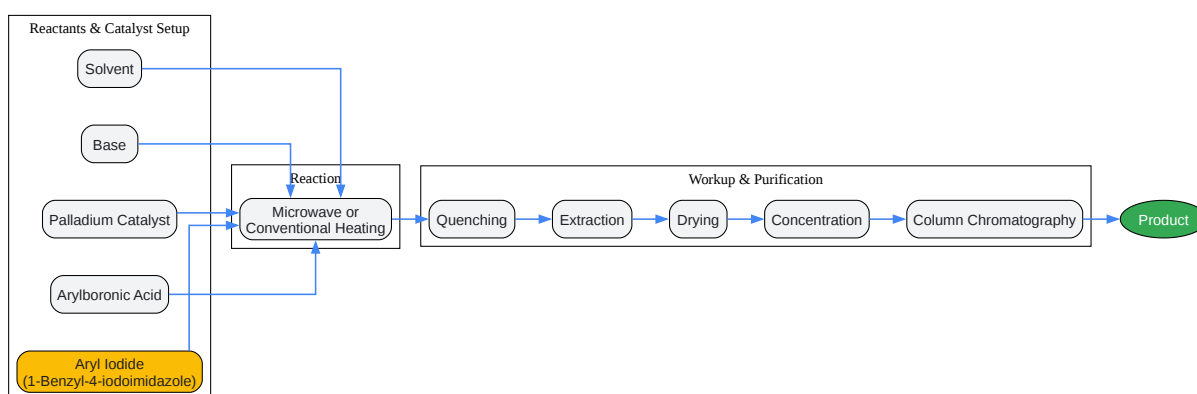 Reactants & Catalyst Setup
Solvent
Base
Palladium Catalyst
Arylboronic Acid
Aryl Iodide
(1-Benzyl-4-iodoimidazole)
Reaction
Microwave or
Conventional Heating
Workup & Purification
Quenching
Extraction
Drying
Concentration
Column Chromatography
Product